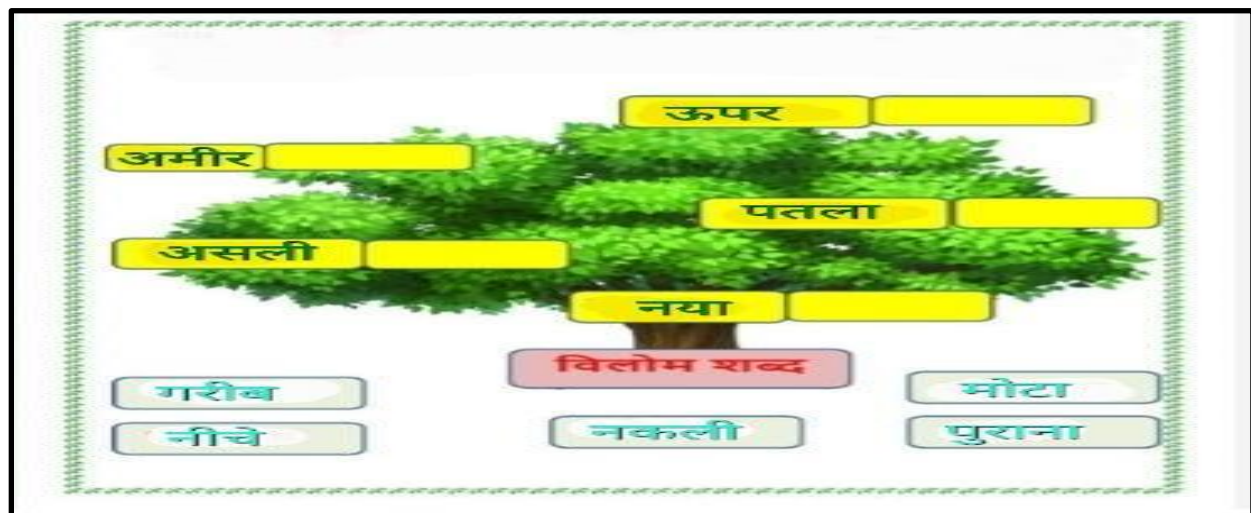 ऊपर
अमीर
पतला
असली
नया
विलोम शब्द
गरीब
मोटा
नीचे
नकली
पुराना